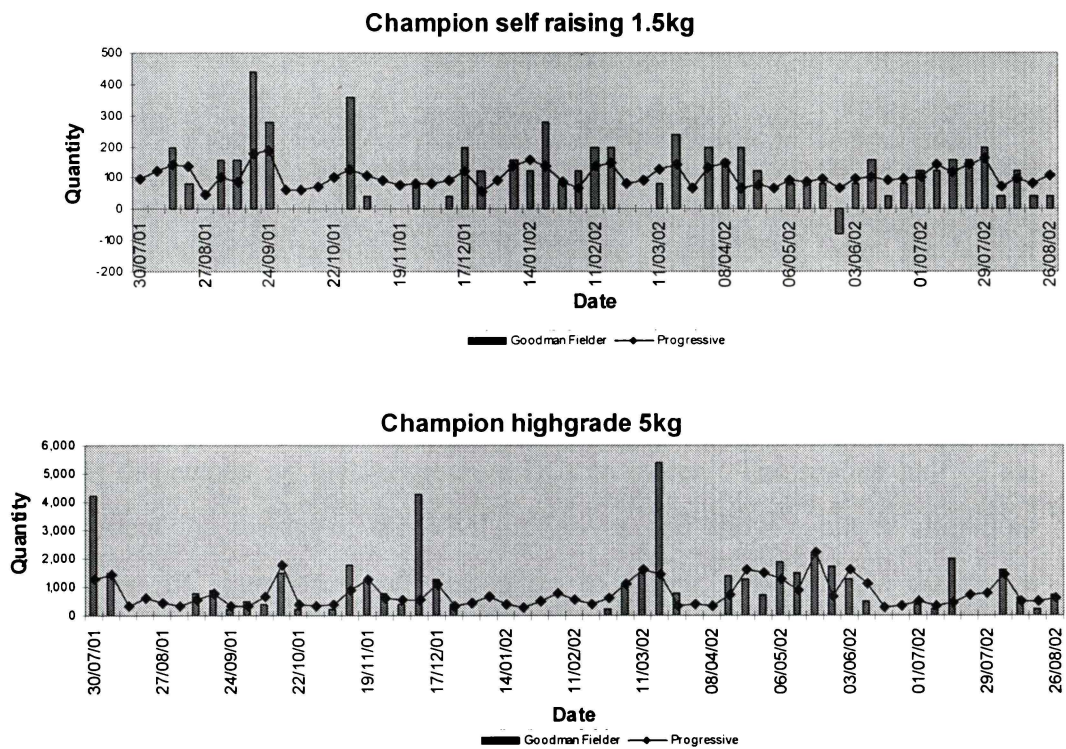 Champion self raising 1.5kg
Quantity
500
400
300
200
100
0
-100
-200
30/07/01 27/08/01 24/09/01 22/10/01 19/11/01 17/12/01 14/01/02 11/02/02 11/03/02 08/04/02 06/05/02 03/06/02 01/07/02 29/07/02 26/08/02
Date
Goodman Fielder Progressive
Champion highgrade 5kg
Quantity
6,000
5,000
4,000
3,000
2,000
1,000
0
30/07/01 27/08/01 24/09/01 22/10/01 19/11/01 17/12/01 14/01/02 11/02/02 11/03/02 08/04/02 06/05/02 03/06/02 01/07/02 29/07/02 26/08/02
Date
Goodman Fielder Progressive